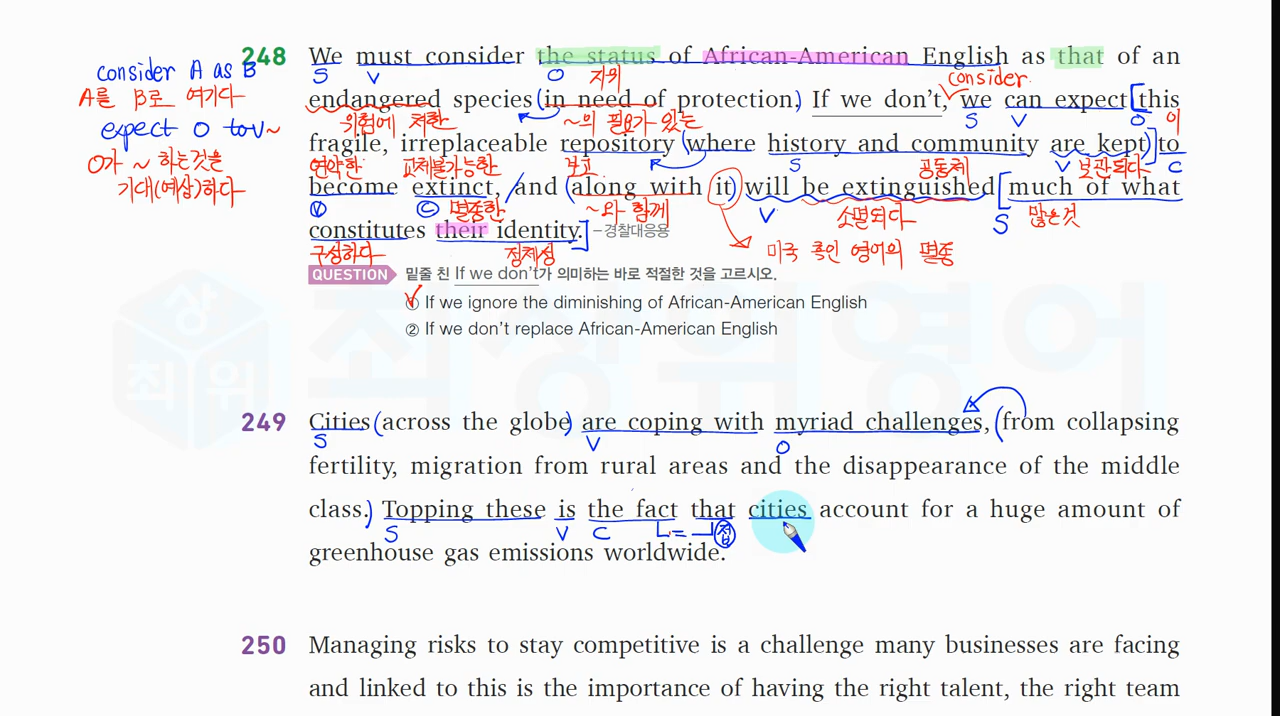 248 We must consider the status of African-American English as that of an
consider A as B
S V O 지위 consider
A를 B로 여기다
endangered species (in need of protection.) If we don't, we can expect [this
expect O to V~
위험에 처한 ~의 필요가 있는 S V O 이
fragile, irreplaceable repository (where history and community are kept)] to
O가 ~ 하는것을
연약한 교체불가능한 보고 S 공동체 V 보관되다 C
become extinct, / and (along with it) will be extinguished [much of what
기대(예상)하다
V C 멸종한 ~와 함께 V 소멸되다 S 많은것
constitutes their identity.] –경찰대응용
구성하다 정체성 미국 흑인 영어의 멸종
QUESTION 밑줄 친 If we don't가 의미하는 바로 적절한 것을 고르시오.
① If we ignore the diminishing of African-American English
② If we don't replace African-American English
최 상 위
최상위영어
249 Cities (across the globe) are coping with myriad challenges, (from collapsing
S V O
fertility, migration from rural areas and the disappearance of the middle
class.) Topping these is the fact that cities account for a huge amount of
S V C = 접
greenhouse gas emissions worldwide.
250 Managing risks to stay competitive is a challenge many businesses are facing
and linked to this is the importance of having the right talent, the right team